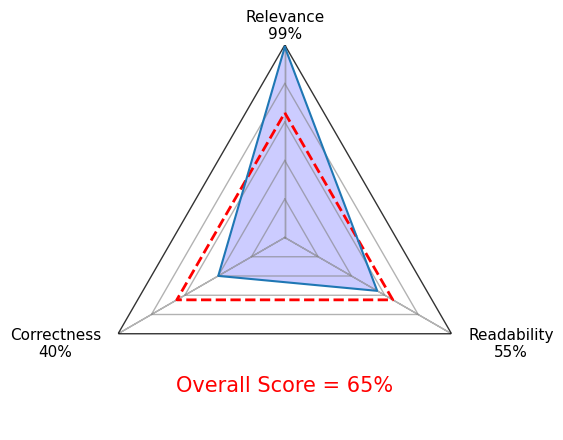 Relevance
99%
Correctness
40%
Readability
55%
Overall Score = 65%